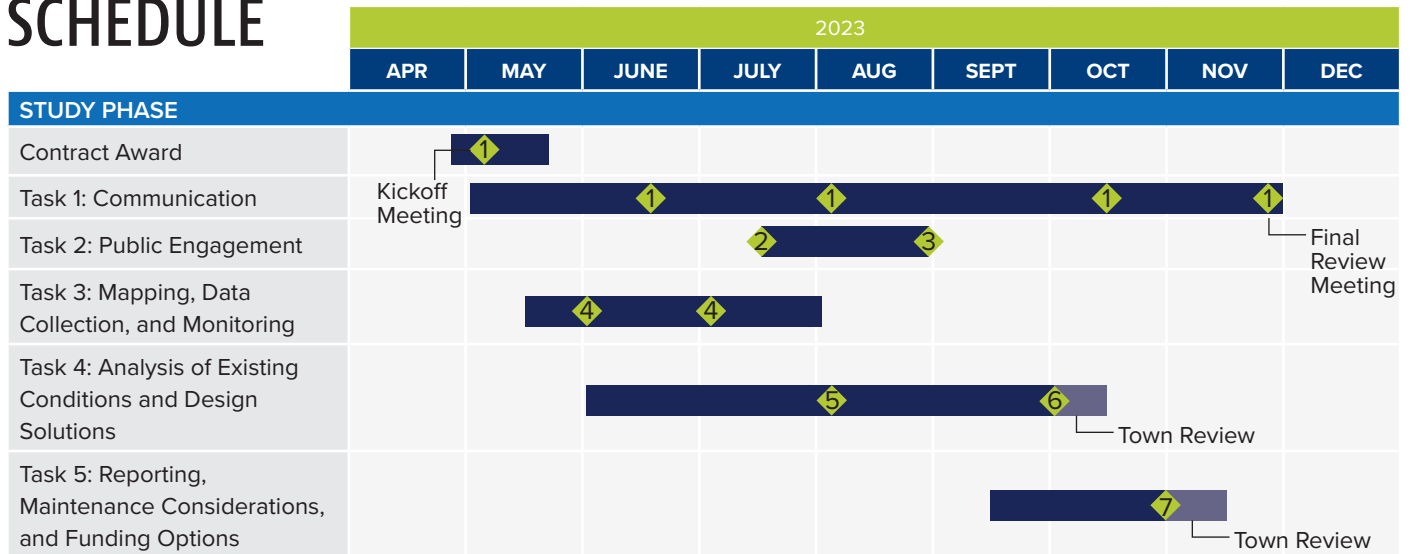 SCHEDULE
2023
APR MAY JUNE JULY AUG SEPT OCT NOV DEC
STUDY PHASE
Contract Award
1
Kickoff
Meeting
Task 1: Communication
1 1 1 1
Final
Review
Meeting
Task 2: Public Engagement
2 3
Task 3: Mapping, Data
Collection, and Monitoring
4 4
Task 4: Analysis of Existing
Conditions and Design
Solutions
5 6
Town Review
Task 5: Reporting,
Maintenance Considerations,
and Funding Options
7
Town Review